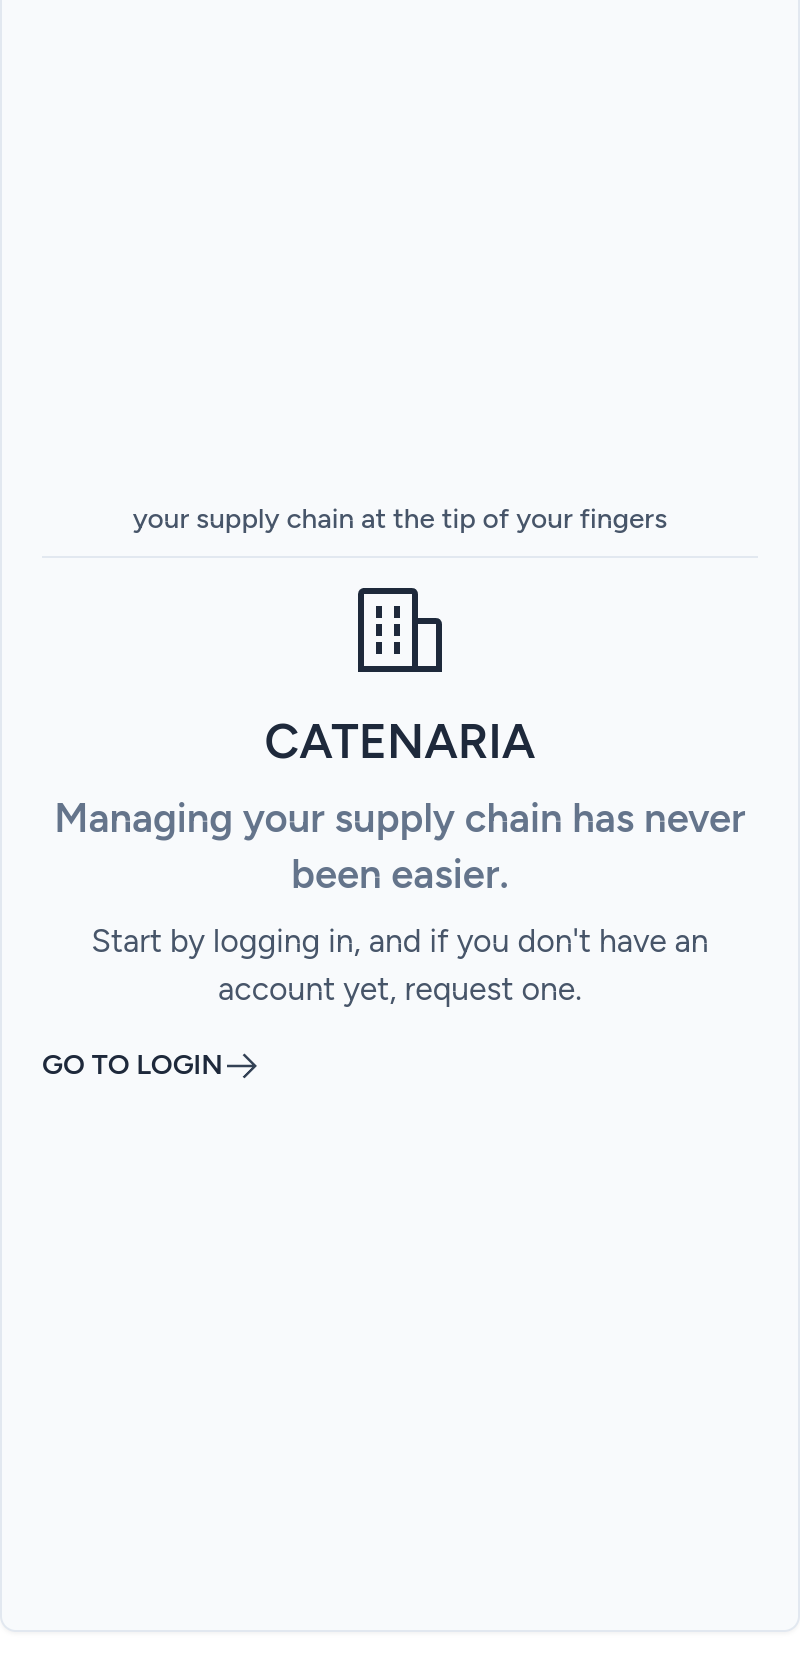 your supply chain at the tip of your fingers
CATENARIA
Managing your supply chain has never
been easier.
Start by logging in, and if you don't have an
account yet, request one.
GO TO LOGIN